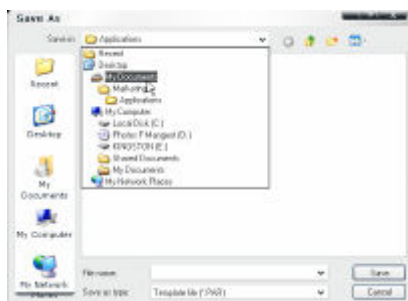 Save As
Save in: Applications
Recent
Desktop
My Documents
Marketing
Applications
My Computer
Local Disk (C:)
KINGSTON (E:)
Shared Documents
My Documents
My Network Places
Recent
Desktop
My Documents
My Computer
My Network
File name:
Save
Save as type: Template file (*.PAR)
Cancel